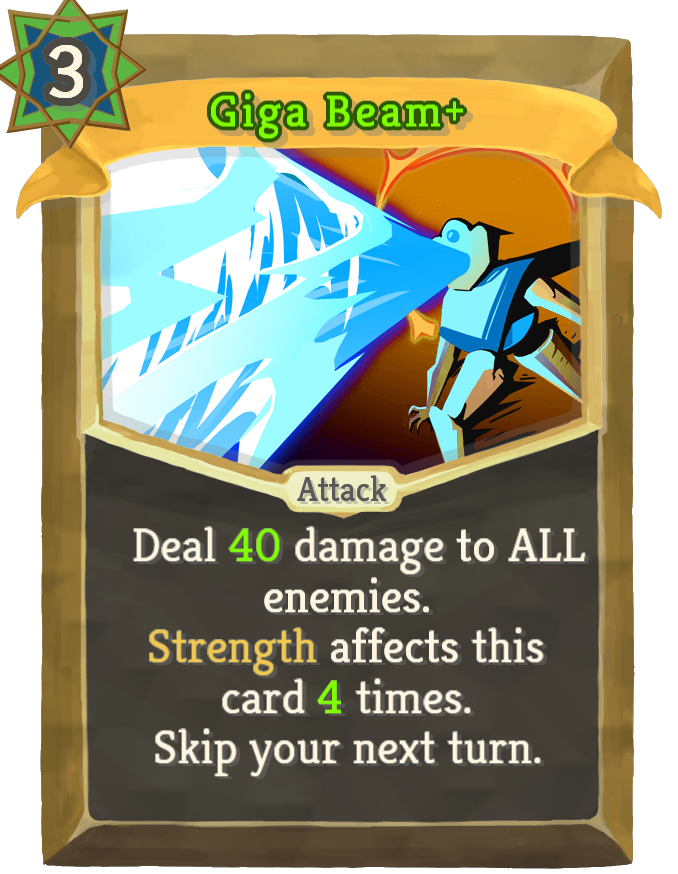 3
Giga Beam+
Attack
Deal 40 damage to ALL
enemies.
Strength affects this
card 4 times.
Skip your next turn.